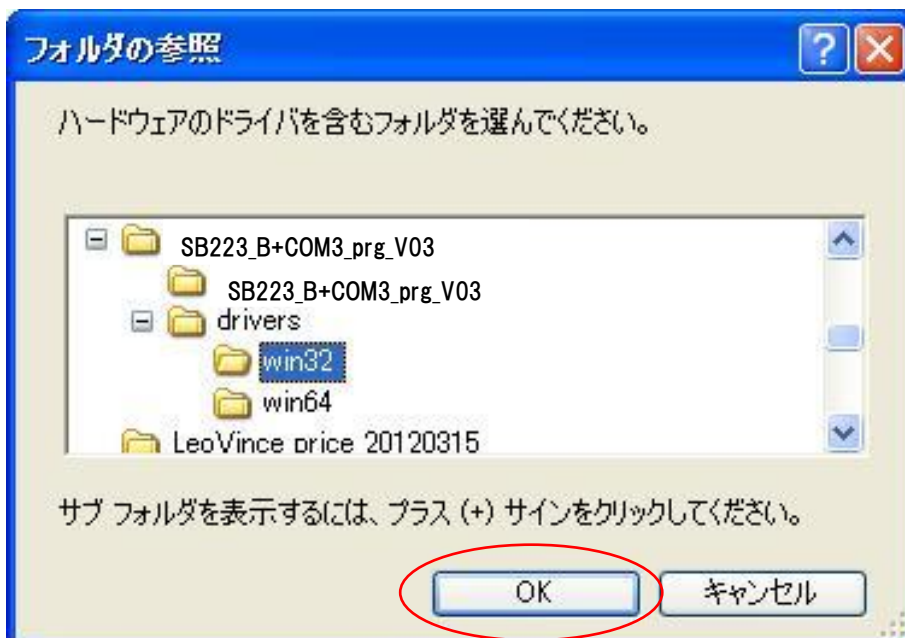 フォルダの参照
ハードウェアのドライバを含むフォルダを選んでください。
SB223_B+COM3_prg_V03
SB223_B+COM3_prg_V03
drivers
win32
win64
LeoVince price 20120315
サブ フォルダを表示するには、プラス (+) サインをクリックしてください。
OK キャンセル